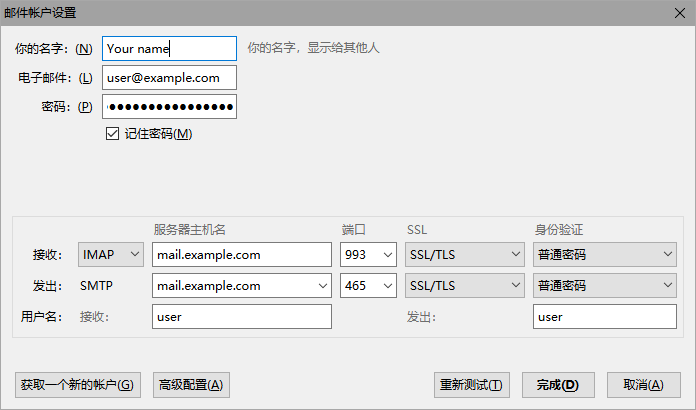 邮件帐户设置
你的名字：(N) Your name 你的名字，显示给其他人
电子邮件：(L) user@example.com
密码：(P) ●●●●●●●●●●●●●●●●
记住密码(M)
服务器主机名 端口 SSL 身份验证
接收： IMAP mail.example.com 993 SSL/TLS 普通密码
发出： SMTP mail.example.com 465 SSL/TLS 普通密码
用户名： 接收： user 发出： user
获取一个新的帐户(G) 高级配置(A) 重新测试(T) 完成(D) 取消(A)